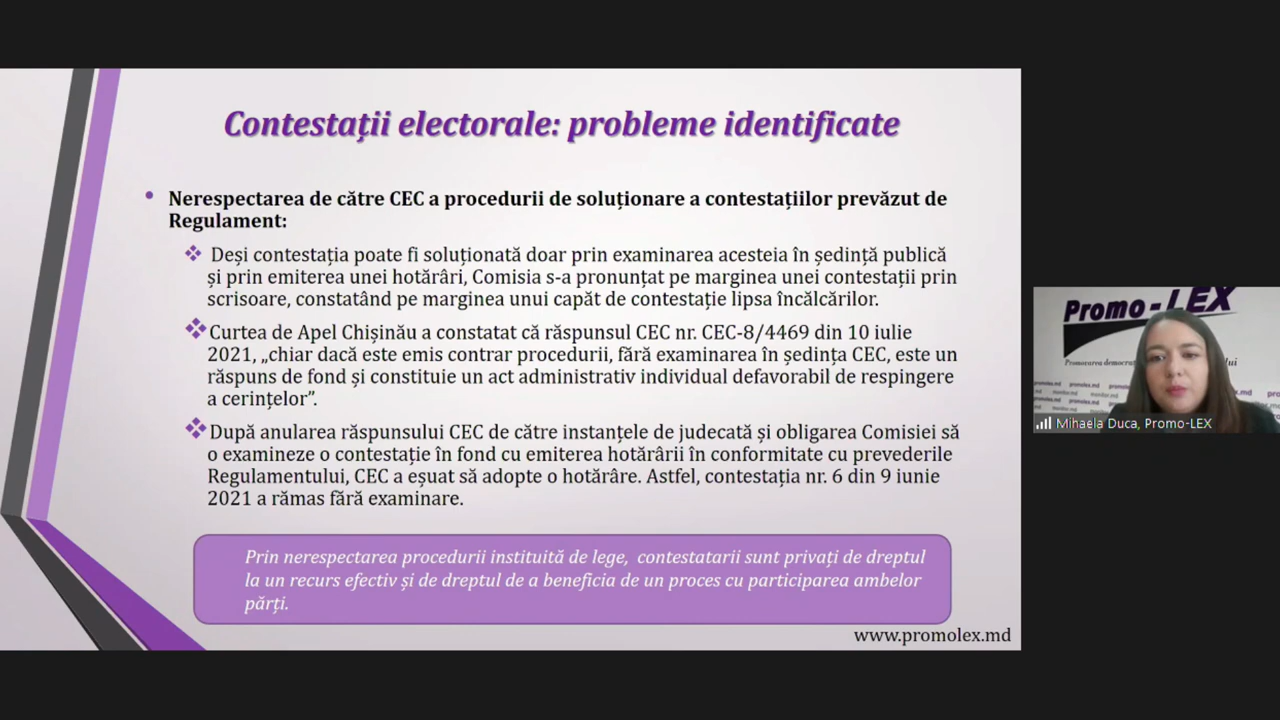 Contestații electorale: probleme identificate
• Nerespectarea de către CEC a procedurii de soluționare a contestațiilor prevăzut de
Regulament:
❖ Deși contestația poate fi soluționată doar prin examinarea acesteia în ședință publică
și prin emiterea unei hotărâri, Comisia s-a pronunțat pe marginea unei contestații prin
scrisoare, constatând pe marginea unui capăt de contestație lipsa încălcărilor.
❖ Curtea de Apel Chișinău a constatat că răspunsul CEC nr. CEC-8/4469 din 10 iulie
2021, „chiar dacă este emis contrar procedurii, fără examinarea în ședința CEC, este un
răspuns de fond și constituie un act administrativ individual defavorabil de respingere
a cerințelor”.
❖ După anularea răspunsului CEC de către instanțele de judecată și obligarea Comisiei să
o examineze o contestație în fond cu emiterea hotărârii în conformitate cu prevederile
Regulamentului, CEC a eșuat să adopte o hotărâre. Astfel, contestația nr. 6 din 9 iunie
2021 a rămas fără examinare.
Prin nerespectarea procedurii instituită de lege, contestatarii sunt privați de dreptul
la un recurs efectiv și de dreptul de a beneficia de un proces cu participarea ambelor
părți.
www.promolex.md
Promo-LEX
Promovarea
promolex.md
Mihaela Duca, Promo-LEX